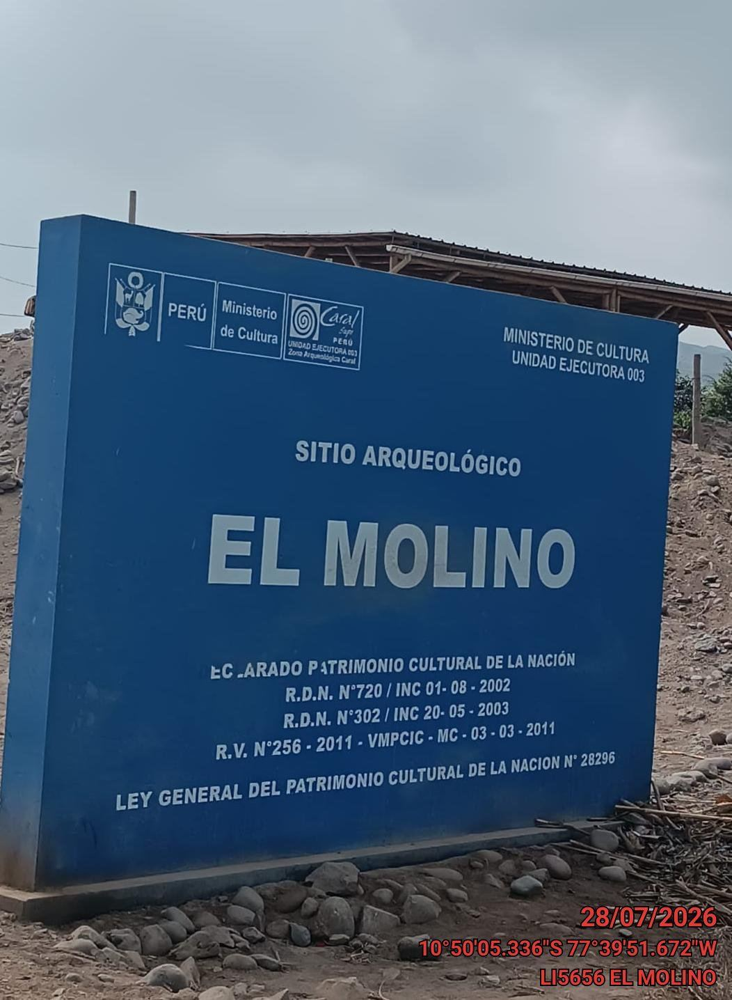 PERÚ
Ministerio
de Cultura
Caral
Supe
PERÚ
UNIDAD EJECUTORA 003
Zona Arqueológica Caral
MINISTERIO DE CULTURA
UNIDAD EJECUTORA 003
SITIO ARQUEOLÓGICO
EL MOLINO
EC LARADO PATRIMONIO CULTURAL DE LA NACIÓN
R.D.N. N°720 / INC 01- 08 - 2002
R.D.N. N°302 / INC 20- 05 - 2003
R.V. N°256 - 2011 - VMPCIC - MC - 03 - 03 - 2011
LEY GENERAL DEL PATRIMONIO CULTURAL DE LA NACION N° 28296
28/07/2026
10°50'05.336"S 77°39'51.672"W
LI5656 EL MOLINO